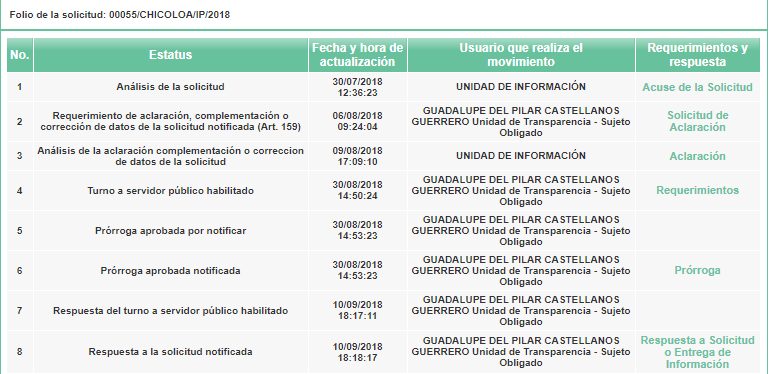 Folio de la solicitud: 00055/CHICOLOA/IP/2018
No.
Estatus
Fecha y hora de
actualización
Usuario que realiza el
movimiento
Requerimientos y
respuesta
1
Análisis de la solicitud
30/07/2018
12:36:23
UNIDAD DE INFORMACIÓN
Acuse de la Solicitud
2
Requerimiento de aclaración, complementación o
corrección de datos de la solicitud notificada (Art. 159)
06/08/2018
09:24:04
GUADALUPE DEL PILAR CASTELLANOS
GUERRERO Unidad de Transparencia - Sujeto
Obligado
Solicitud de
Aclaración
3
Análisis de la aclaración complementación o correccion
de datos de la solicitud
09/08/2018
17:09:10
UNIDAD DE INFORMACIÓN
Aclaración
4
Turno a servidor público habilitado
30/08/2018
14:50:24
GUADALUPE DEL PILAR CASTELLANOS
GUERRERO Unidad de Transparencia - Sujeto
Obligado
Requerimientos
5
Prórroga aprobada por notificar
30/08/2018
14:53:23
GUADALUPE DEL PILAR CASTELLANOS
GUERRERO Unidad de Transparencia - Sujeto
Obligado
6
Prórroga aprobada notificada
30/08/2018
14:53:23
GUADALUPE DEL PILAR CASTELLANOS
GUERRERO Unidad de Transparencia - Sujeto
Obligado
Prórroga
7
Respuesta del turno a servidor público habilitado
10/09/2018
18:17:11
GUADALUPE DEL PILAR CASTELLANOS
GUERRERO Unidad de Transparencia - Sujeto
Obligado
8
Respuesta a la solicitud notificada
10/09/2018
18:18:17
GUADALUPE DEL PILAR CASTELLANOS
GUERRERO Unidad de Transparencia - Sujeto
Obligado
Respuesta a Solicitud
o Entrega de
Información